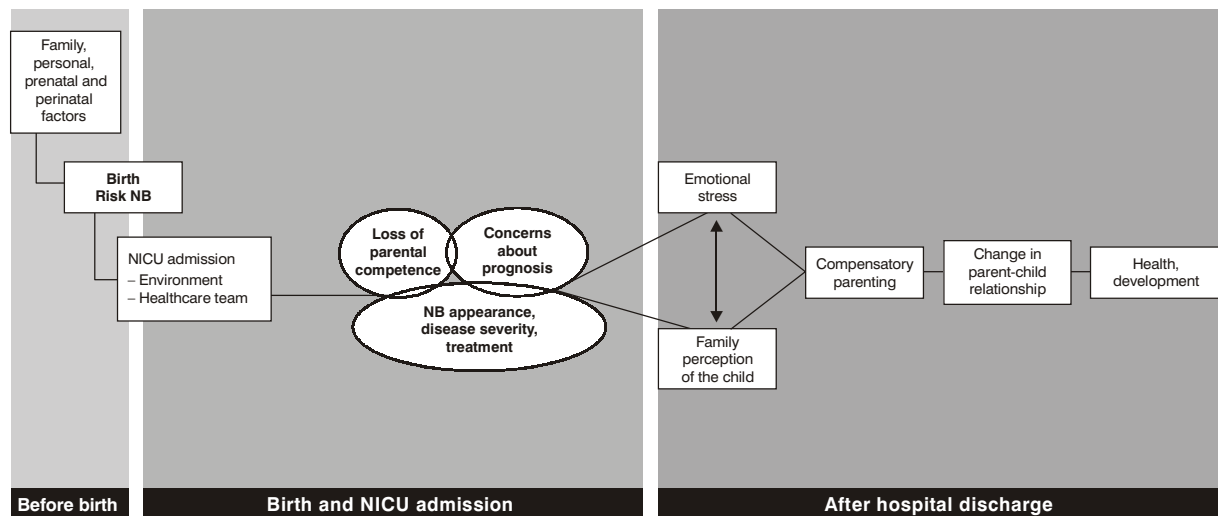 Family,
personal,
prenatal and
perinatal
factors
Birth
Risk NB
NICU admission
– Environment
– Healthcare team
Loss of
parental
competence
Concerns
about
prognosis
NB appearance,
disease severity,
treatment
Emotional
stress
Family
perception
of the child
Compensatory
parenting
Change in
parent-child
relationship
Health,
development
Before birth
Birth and NICU admission
After hospital discharge